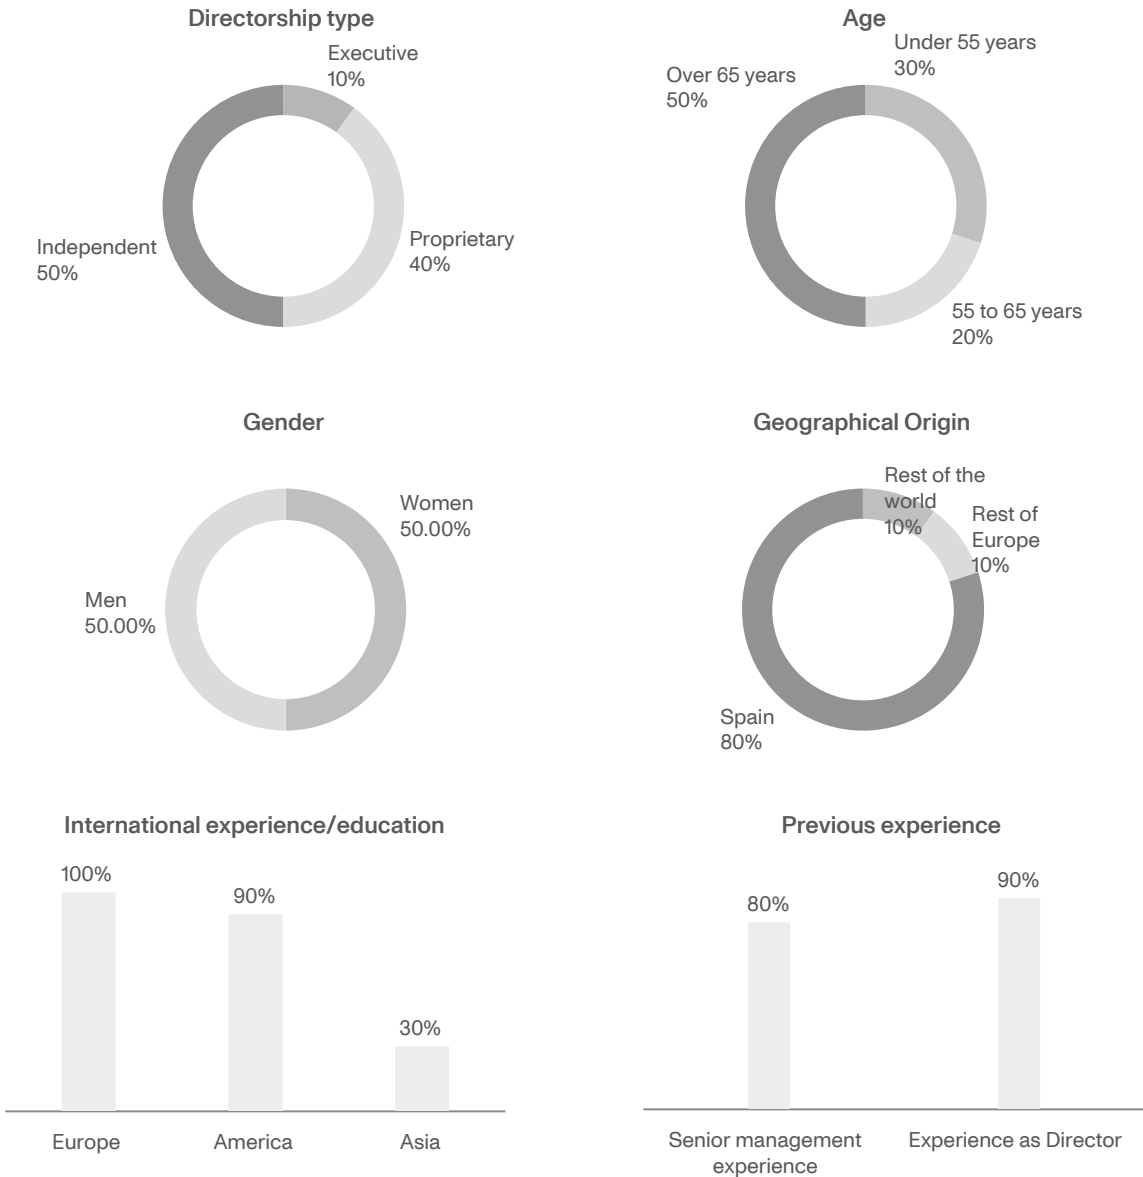 Directorship type
Executive
10%
Independent
50%
Proprietary
40%
Age
Under 55 years
30%
Over 65 years
50%
55 to 65 years
20%
Gender
Women
50.00%
Men
50.00%
Geographical Origin
Rest of the
world
10%
Rest of
Europe
10%
Spain
80%
International experience/education
100%
90%
30%
Europe
America
Asia
Previous experience
80%
90%
Senior management
experience
Experience as Director